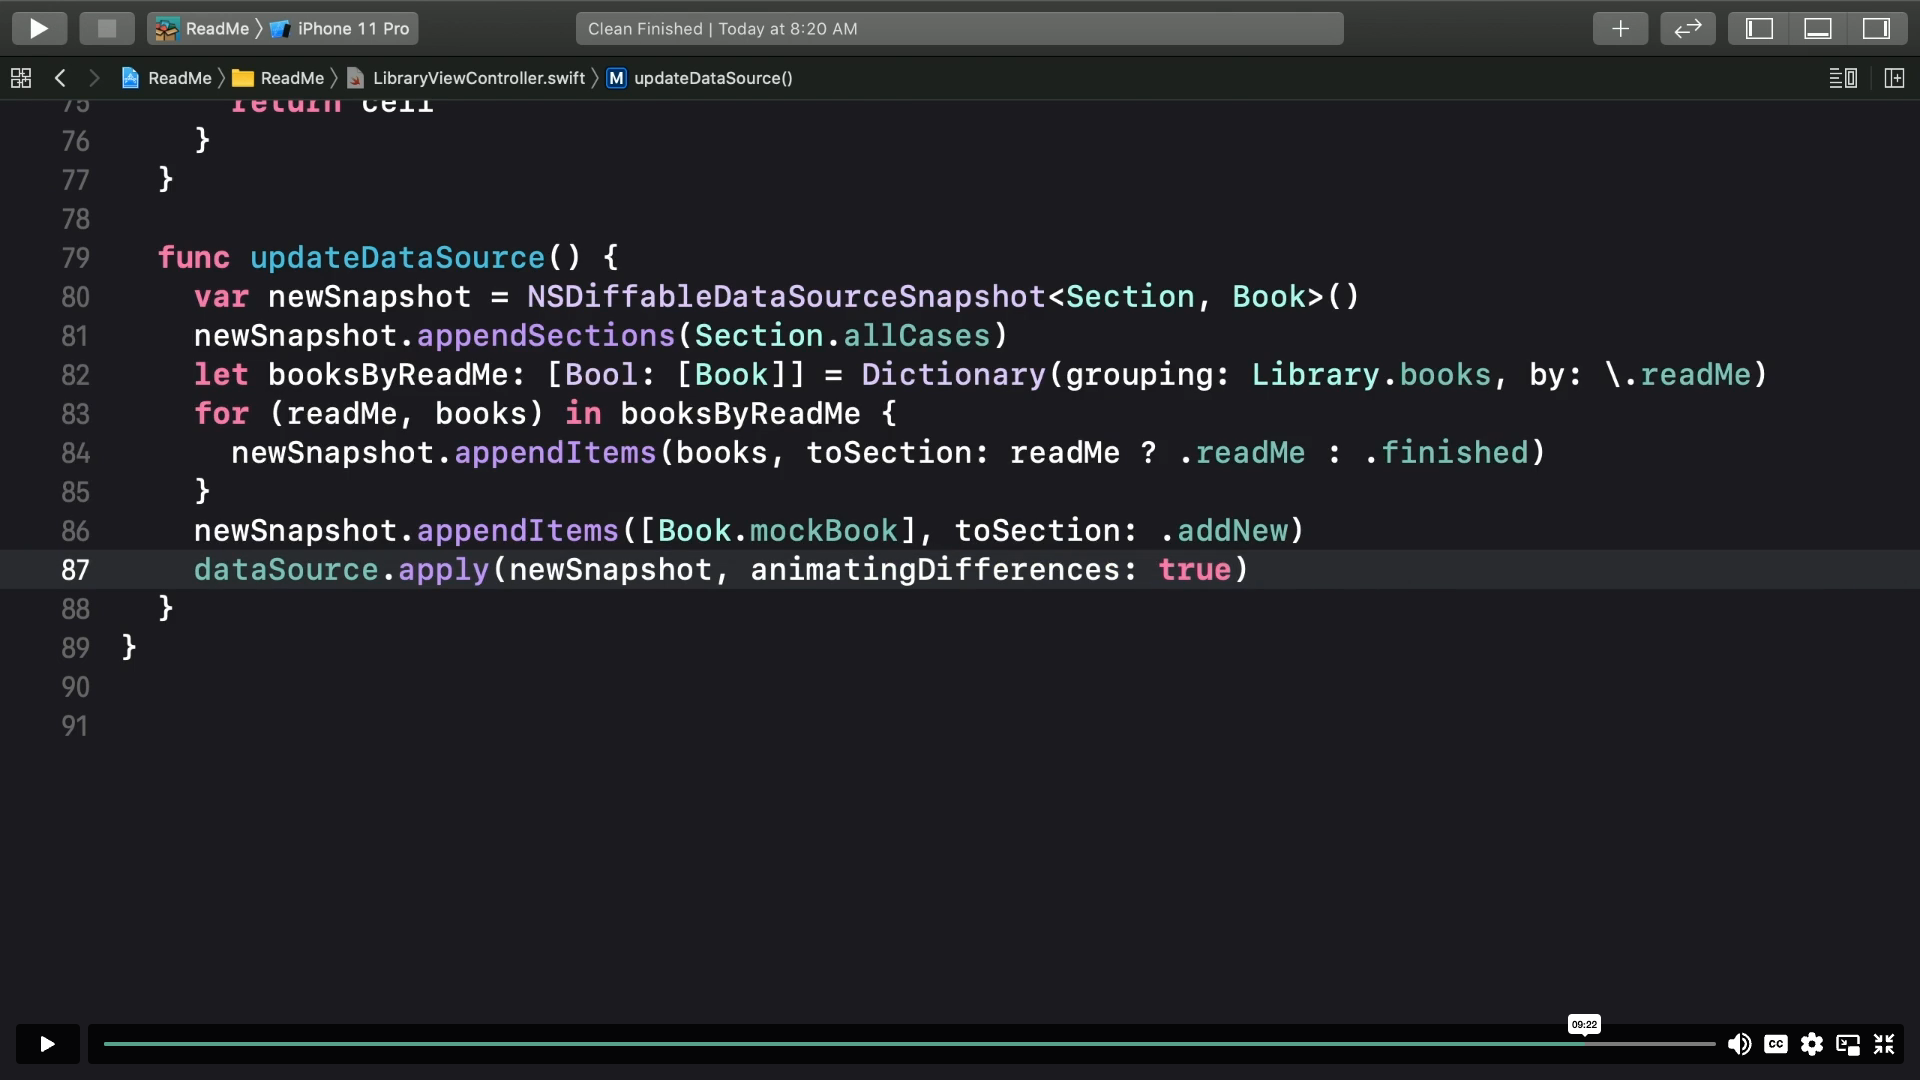 ReadMe iPhone 11 Pro
Clean Finished | Today at 8:20 AM
ReadMe ReadMe LibraryViewController.swift M updateDataSource()
75 return cell
76 }
77 }
78
79 func updateDataSource() {
80 var newSnapshot = NSDiffableDataSourceSnapshot<Section, Book>()
81 newSnapshot.appendSections(Section.allCases)
82 let booksByReadMe: [Bool: [Book]] = Dictionary(grouping: Library.books, by: \.readMe)
83 for (readMe, books) in booksByReadMe {
84 newSnapshot.appendItems(books, toSection: readMe ? .readMe : .finished)
85 }
86 newSnapshot.appendItems([Book.mockBook], toSection: .addNew)
87 dataSource.apply(newSnapshot, animatingDifferences: true)
88 }
89 }
90
91
09:22
CC